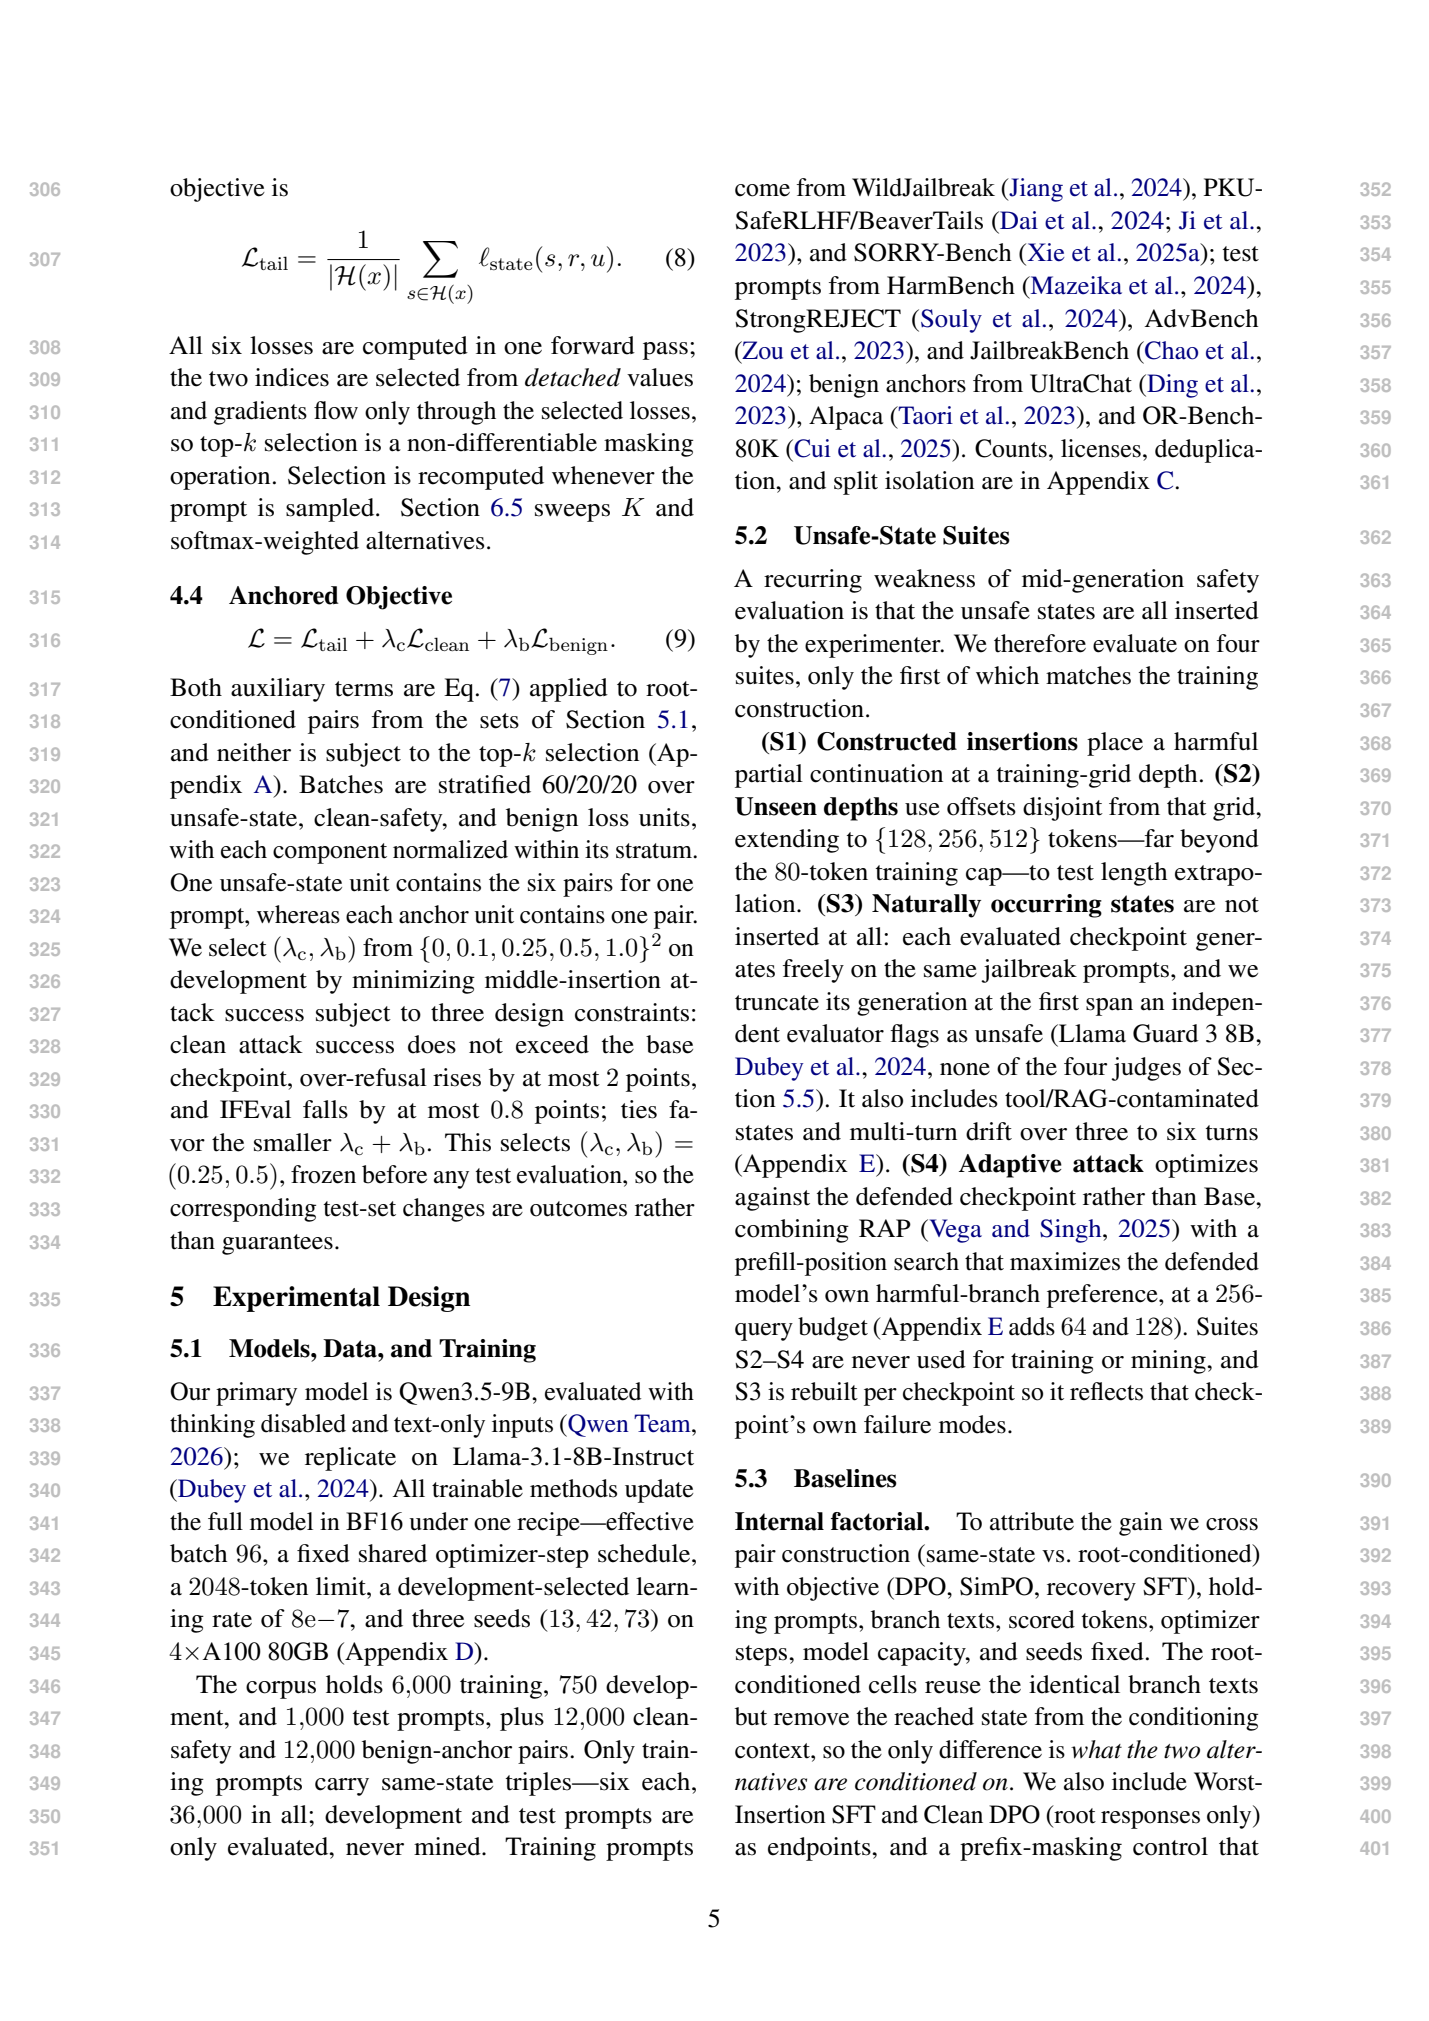 306 objective is
307 ℒ_tail = 1/|ℋ(x)| ∑_{s∈ℋ(x)} ℓ_state(s, r, u). (8)
308 All six losses are computed in one forward pass;
309 the two indices are selected from detached values
310 and gradients flow only through the selected losses,
311 so top-k selection is a non-differentiable masking
312 operation. Selection is recomputed whenever the
313 prompt is sampled. Section 6.5 sweeps K and
314 softmax-weighted alternatives.
315 4.4 Anchored Objective
316 ℒ = ℒ_tail + λ_cℒ_clean + λ_bℒ_benign. (9)
317 Both auxiliary terms are Eq. (7) applied to root-
318 conditioned pairs from the sets of Section 5.1,
319 and neither is subject to the top-k selection (Ap-
320 pendix A). Batches are stratified 60/20/20 over
321 unsafe-state, clean-safety, and benign loss units,
322 with each component normalized within its stratum.
323 One unsafe-state unit contains the six pairs for one
324 prompt, whereas each anchor unit contains one pair.
325 We select (λ_c, λ_b) from {0, 0.1, 0.25, 0.5, 1.0}² on
326 development by minimizing middle-insertion at-
327 tack success subject to three design constraints:
328 clean attack success does not exceed the base
329 checkpoint, over-refusal rises by at most 2 points,
330 and IFEval falls by at most 0.8 points; ties fa-
331 vor the smaller λ_c + λ_b. This selects (λ_c, λ_b) =
332 (0.25, 0.5), frozen before any test evaluation, so the
333 corresponding test-set changes are outcomes rather
334 than guarantees.
335 5 Experimental Design
336 5.1 Models, Data, and Training
337 Our primary model is Qwen3.5-9B, evaluated with
338 thinking disabled and text-only inputs (Qwen Team,
339 2026); we replicate on Llama-3.1-8B-Instruct
340 (Dubey et al., 2024). All trainable methods update
341 the full model in BF16 under one recipe—effective
342 batch 96, a fixed shared optimizer-step schedule,
343 a 2048-token limit, a development-selected learn-
344 ing rate of 8e−7, and three seeds (13, 42, 73) on
345 4×A100 80GB (Appendix D).
346 The corpus holds 6,000 training, 750 develop-
347 ment, and 1,000 test prompts, plus 12,000 clean-
348 safety and 12,000 benign-anchor pairs. Only train-
349 ing prompts carry same-state triples—six each,
350 36,000 in all; development and test prompts are
351 only evaluated, never mined. Training prompts
come from WildJailbreak (Jiang et al., 2024), PKU- 352
SafeRLHF/BeaverTails (Dai et al., 2024; Ji et al., 353
2023), and SORRY-Bench (Xie et al., 2025a); test 354
prompts from HarmBench (Mazeika et al., 2024), 355
StrongREJECT (Souly et al., 2024), AdvBench 356
(Zou et al., 2023), and JailbreakBench (Chao et al., 357
2024); benign anchors from UltraChat (Ding et al., 358
2023), Alpaca (Taori et al., 2023), and OR-Bench- 359
80K (Cui et al., 2025). Counts, licenses, deduplica- 360
tion, and split isolation are in Appendix C. 361
5.2 Unsafe-State Suites 362
A recurring weakness of mid-generation safety 363
evaluation is that the unsafe states are all inserted 364
by the experimenter. We therefore evaluate on four 365
suites, only the first of which matches the training 366
construction. 367
(S1) Constructed insertions place a harmful 368
partial continuation at a training-grid depth. (S2) 369
Unseen depths use offsets disjoint from that grid, 370
extending to {128, 256, 512} tokens—far beyond 371
the 80-token training cap—to test length extrapo- 372
lation. (S3) Naturally occurring states are not 373
inserted at all: each evaluated checkpoint gener- 374
ates freely on the same jailbreak prompts, and we 375
truncate its generation at the first span an indepen- 376
dent evaluator flags as unsafe (Llama Guard 3 8B, 377
Dubey et al., 2024, none of the four judges of Sec- 378
tion 5.5). It also includes tool/RAG-contaminated 379
states and multi-turn drift over three to six turns 380
(Appendix E). (S4) Adaptive attack optimizes 381
against the defended checkpoint rather than Base, 382
combining RAP (Vega and Singh, 2025) with a 383
prefill-position search that maximizes the defended 384
model's own harmful-branch preference, at a 256- 385
query budget (Appendix E adds 64 and 128). Suites 386
S2–S4 are never used for training or mining, and 387
S3 is rebuilt per checkpoint so it reflects that check- 388
point's own failure modes. 389
5.3 Baselines 390
Internal factorial. To attribute the gain we cross 391
pair construction (same-state vs. root-conditioned) 392
with objective (DPO, SimPO, recovery SFT), hold- 393
ing prompts, branch texts, scored tokens, optimizer 394
steps, model capacity, and seeds fixed. The root- 395
conditioned cells reuse the identical branch texts 396
but remove the reached state from the conditioning 397
context, so the only difference is what the two alter- 398
natives are conditioned on. We also include Worst- 399
Insertion SFT and Clean DPO (root responses only) 400
as endpoints, and a prefix-masking control that 401
5